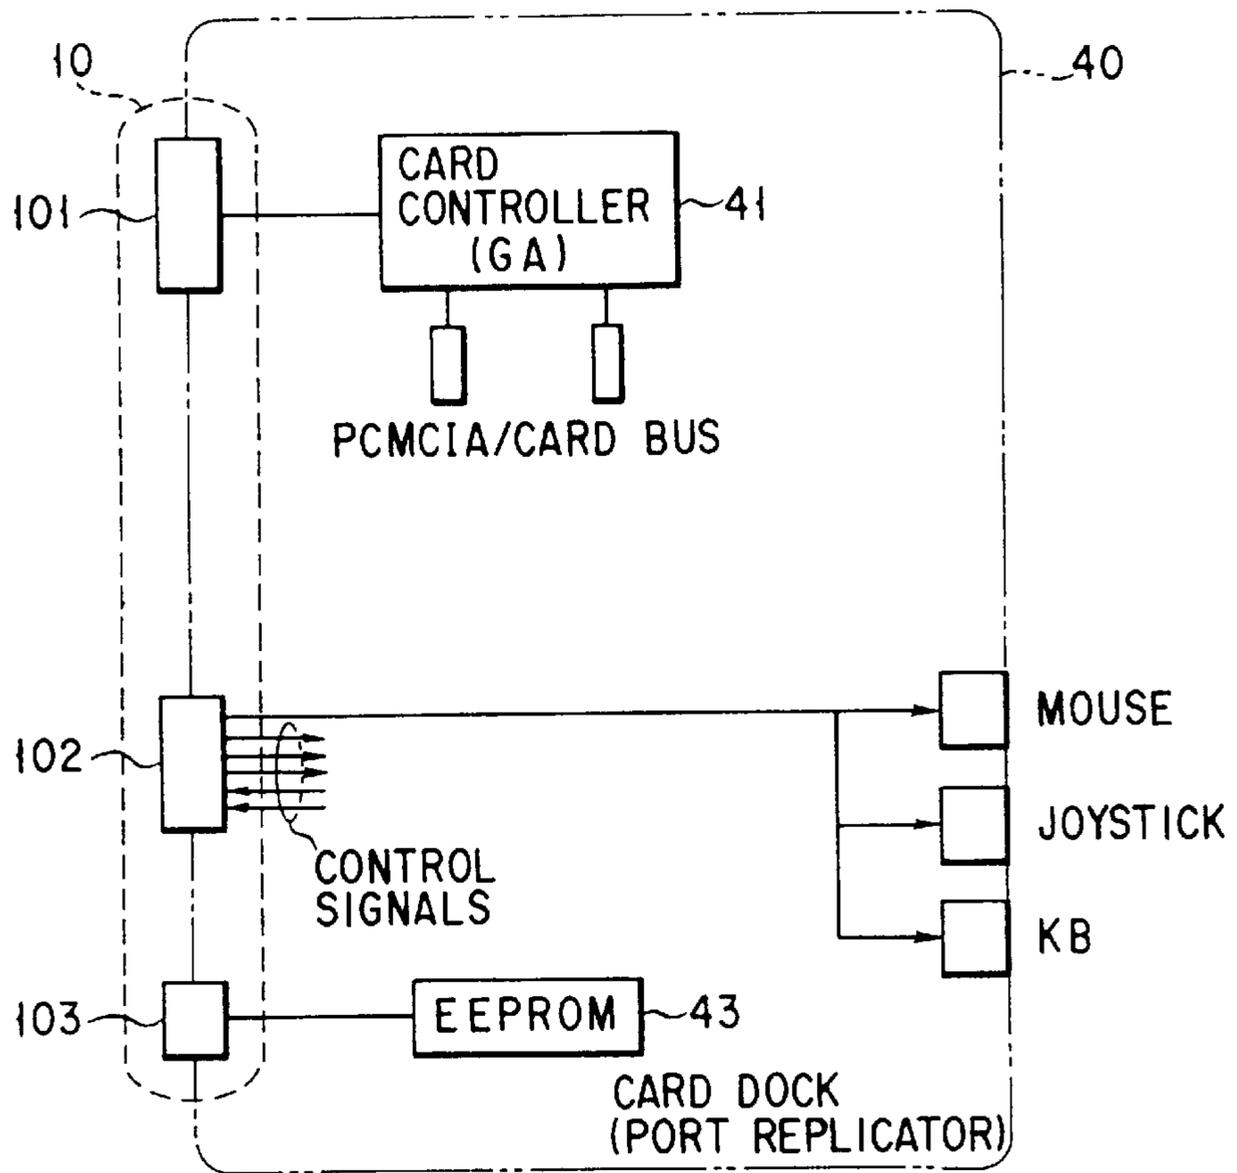 10
40
101
CARD
CONTROLLER
(GA)
41
PCMCIA/CARD BUS
MOUSE
102
JOYSTICK
CONTROL
SIGNALS
KB
103
EEPROM
43
CARD DOCK
(PORT REPLICATOR)